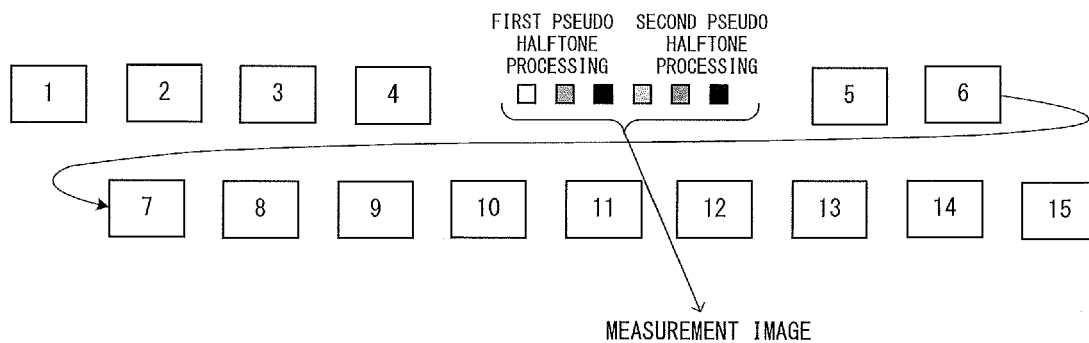 FIRST PSEUDO
HALFTONE
PROCESSING
SECOND PSEUDO
HALFTONE
PROCESSING
1 2 3 4 5 6
7 8 9 10 11 12 13 14 15
MEASUREMENT IMAGE